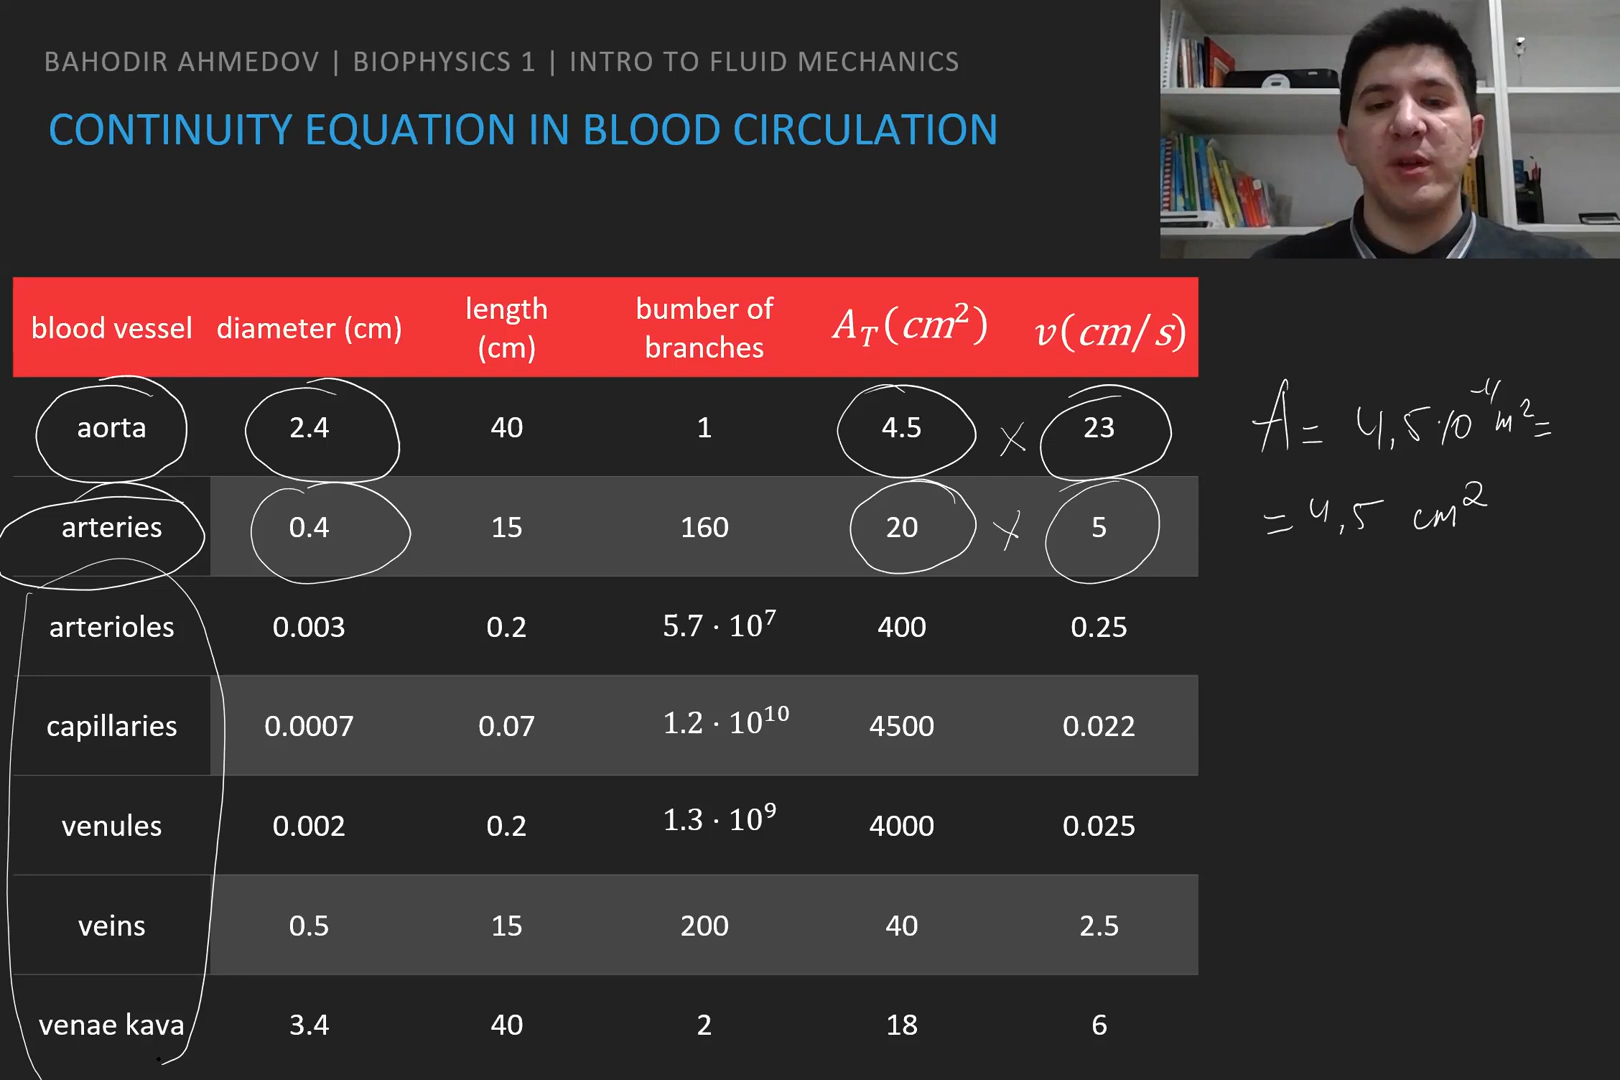 BAHODIR AHMEDOV | BIOPHYSICS 1 | INTRO TO FLUID MECHANICS
CONTINUITY EQUATION IN BLOOD CIRCULATION
blood vessel diameter (cm) length (cm) bumber of branches A_T(cm²) v(cm/s)
aorta 2.4 40 1 4.5 × 23
arteries 0.4 15 160 20 × 5
arterioles 0.003 0.2 5.7 · 10⁷ 400 0.25
capillaries 0.0007 0.07 1.2 · 10¹⁰ 4500 0.022
venules 0.002 0.2 1.3 · 10⁹ 4000 0.025
veins 0.5 15 200 40 2.5
venae kava 3.4 40 2 18 6
A = 4,5·10⁻⁴ m² =
= 4,5 cm²